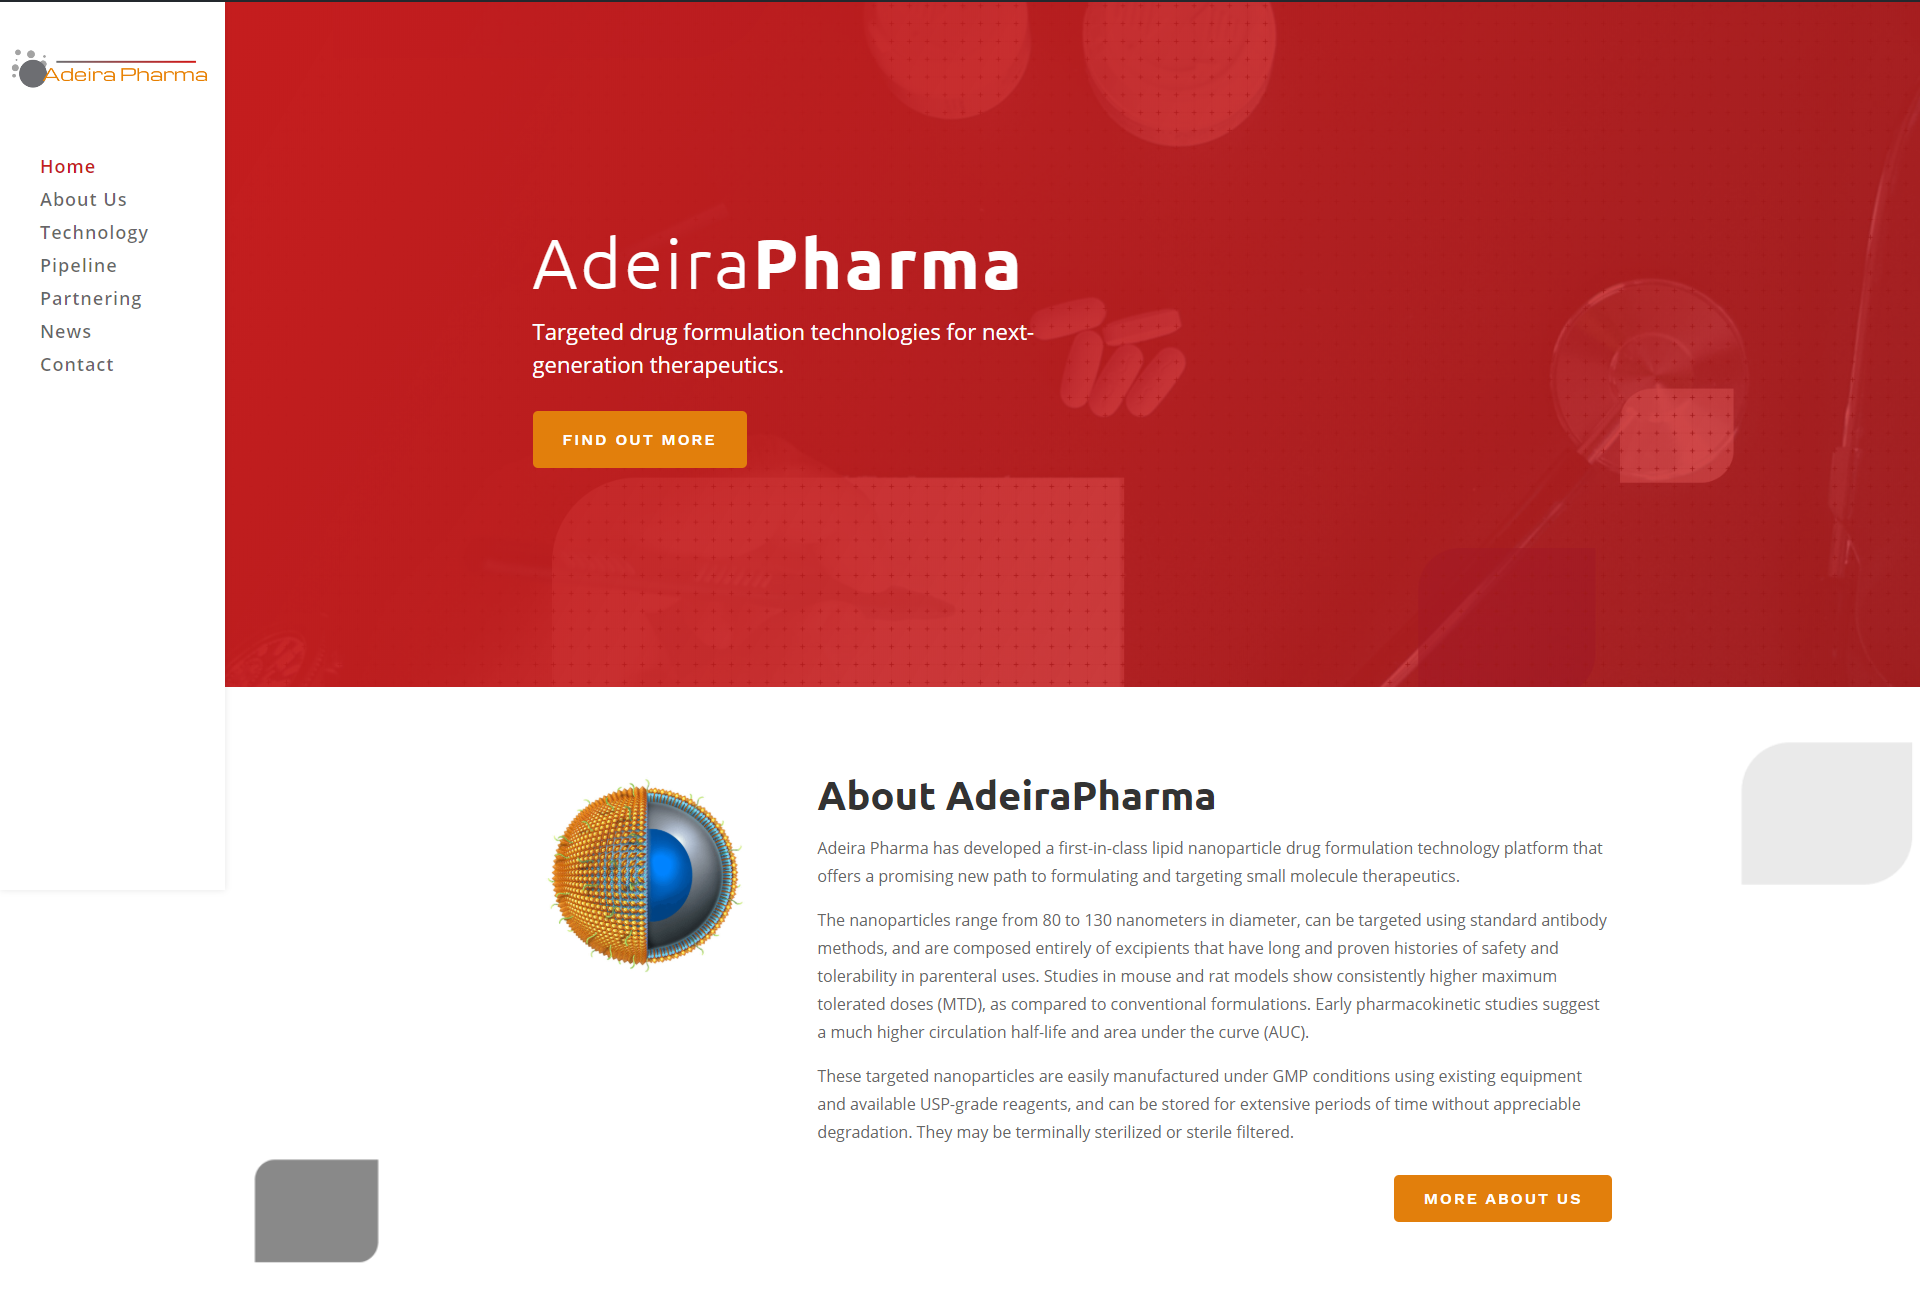 Adeira Pharma
Home
About Us
Technology
Pipeline
Partnering
News
Contact
AdeiraPharma
Targeted drug formulation technologies for next-
generation therapeutics.
FIND OUT MORE
About AdeiraPharma
Adeira Pharma has developed a first-in-class lipid nanoparticle drug formulation technology platform that
offers a promising new path to formulating and targeting small molecule therapeutics.
The nanoparticles range from 80 to 130 nanometers in diameter, can be targeted using standard antibody
methods, and are composed entirely of excipients that have long and proven histories of safety and
tolerability in parenteral uses. Studies in mouse and rat models show consistently higher maximum
tolerated doses (MTD), as compared to conventional formulations. Early pharmacokinetic studies suggest
a much higher circulation half-life and area under the curve (AUC).
These targeted nanoparticles are easily manufactured under GMP conditions using existing equipment
and available USP-grade reagents, and can be stored for extensive periods of time without appreciable
degradation. They may be terminally sterilized or sterile filtered.
MORE ABOUT US